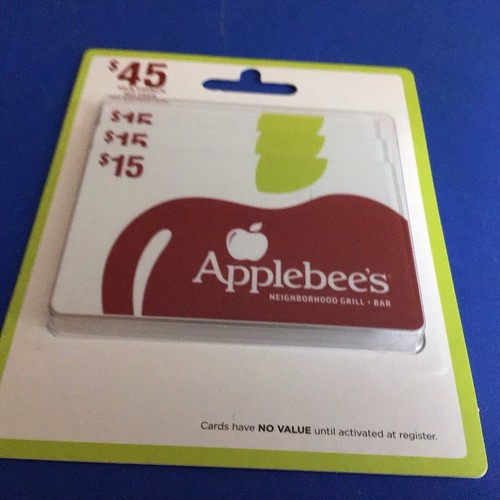 $45
$15
$15
$15
Applebee's
NEIGHBORHOOD GRILL + BAR
Cards have NO VALUE until activated at register.